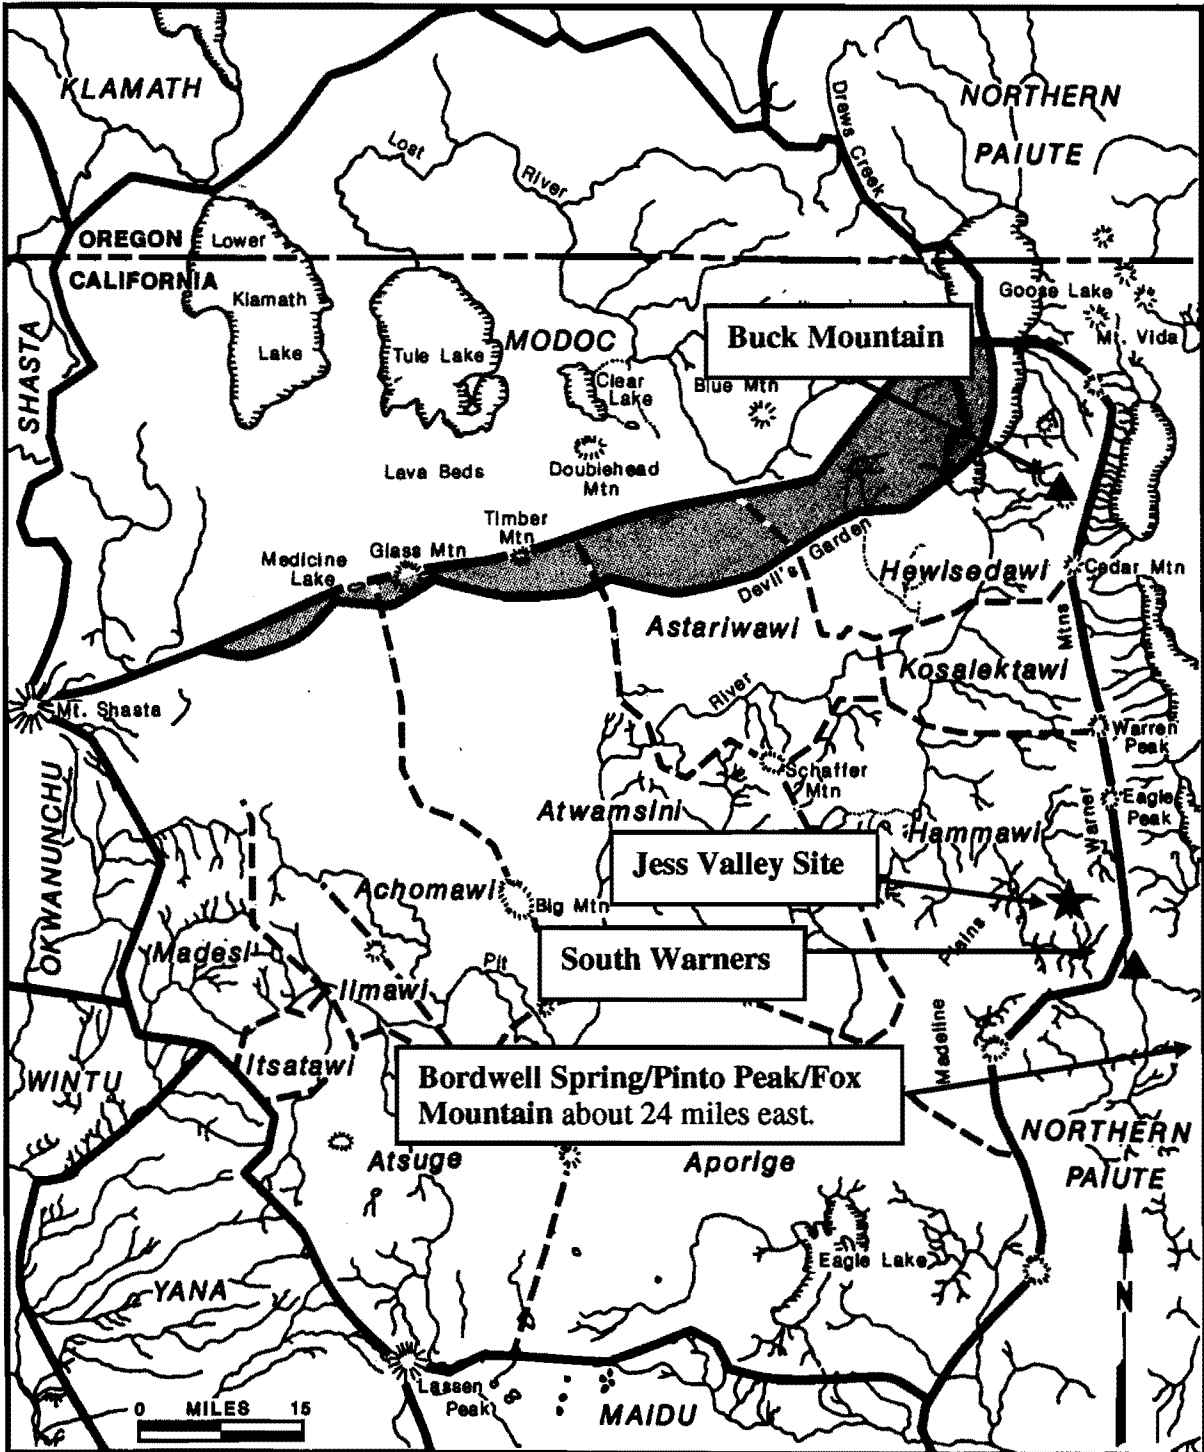 KLAMATH
NORTHERN
PAIUTE
Drews Creek
Lost
River
OREGON
CALIFORNIA
Lower
Klamath
Lake
Goose Lake
Mt. Vida
SHASTA
Tule Lake
MODOC
Buck Mountain
Clear
Lake
Blue Mtn
Lava Beds
Doublehead
Mtn
Timber
Mtn
Glass Mtn
Medicine
Lake
Devil's Garden
Hewisedawi
Cedar Mtn
Astariwawi
Mtns
Kosalektawi
River
Mt. Shasta
Warren
Peak
Schaffer
Mtn
Eagle
Peak
Warner
OKWANUNCHU
Atwamsini
Hammawi
Jess Valley Site
Achomawi
Big Mtn
Plains
Madesi
South Warners
Pit
Ilmawi
Madeline
Itsatawi
WINTU
Bordwell Spring/Pinto Peak/Fox
Mountain about 24 miles east.
NORTHERN
PAIUTE
Atsuge
Aporige
Eagle Lake
YANA
N
Lassen
Peak
MAIDU
0 MILES 15